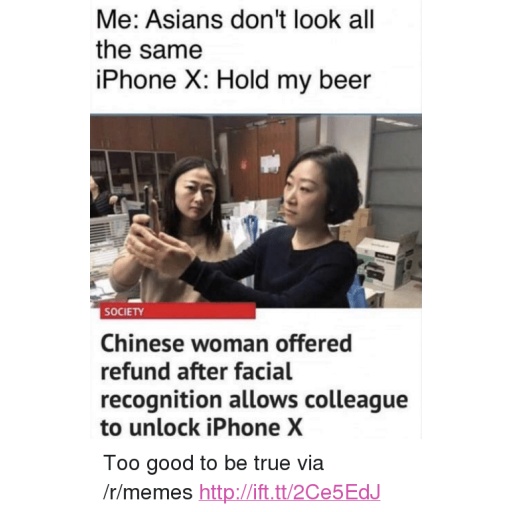 Me: Asians don't look all
the same
iPhone X: Hold my beer
SOCIETY
Chinese woman offered
refund after facial
recognition allows colleague
to unlock iPhone X
Too good to be true via
/r/memes http://ift.tt/2Ce5EdJ